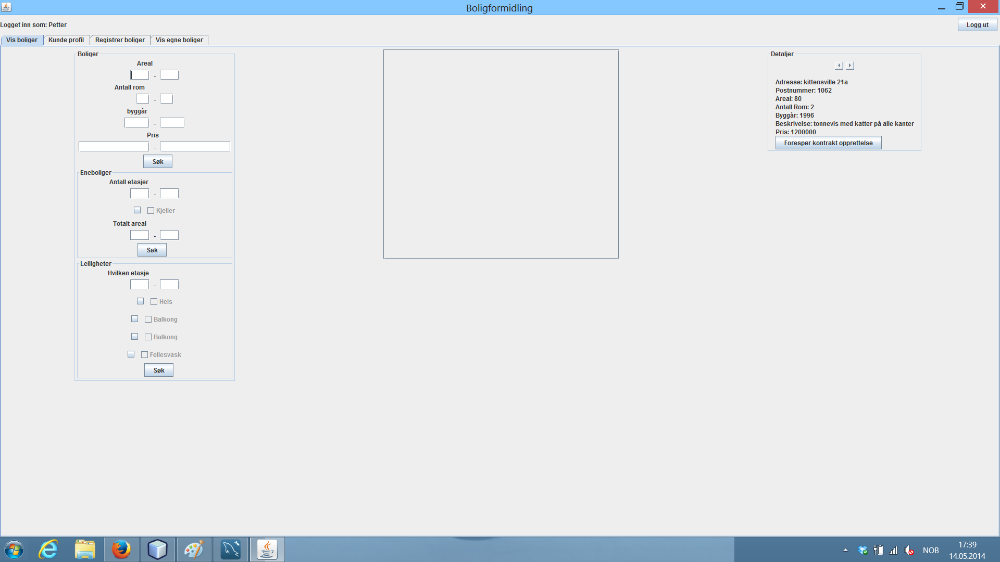 Boligformidling
Logget inn som: Petter
Logg ut
Vis boliger
Kunde profil
Registrer boliger
Vis egne boliger
Boliger
Areal
-
Antall rom
-
byggår
-
Pris
-
Søk
Eneboliger
Antall etasjer
-
Kjeller
Totalt areal
-
Søk
Leiligheter
Hvilken etasje
-
Heis
Balkong
Balkong
Fellesvask
Søk
Detaljer
Adresse: kittensville 21a
Postnummer: 1062
Areal: 80
Antall Rom: 2
Byggår: 1996
Beskrivelse: tonnevis med katter på alle kanter
Pris: 1200000
Forespør kontrakt opprettelse
NOB
17:39
14.05.2014